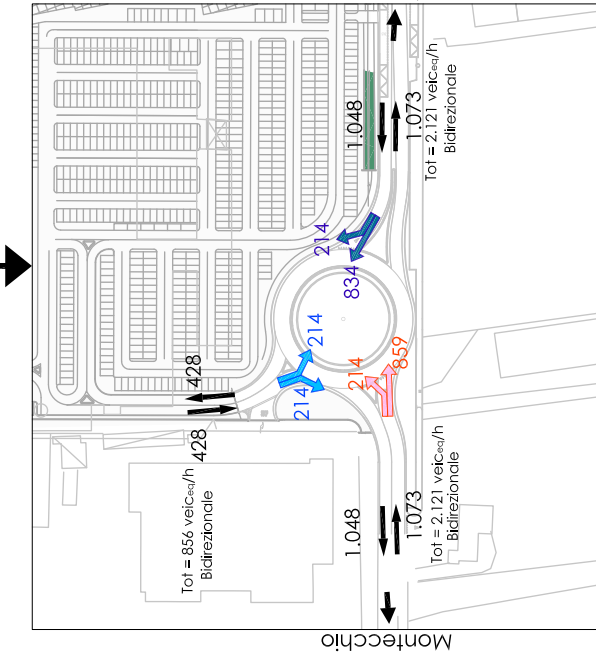 1.048
1.073
Tot = 2.121 veiceq/h
Bidirezionale
214
834
214
214
428
428
214
859
Tot = 856 veiceq/h
Bidirezionale
1.048
1.073
Tot = 2.121 veiceq/h
Bidirezionale
Montecchio